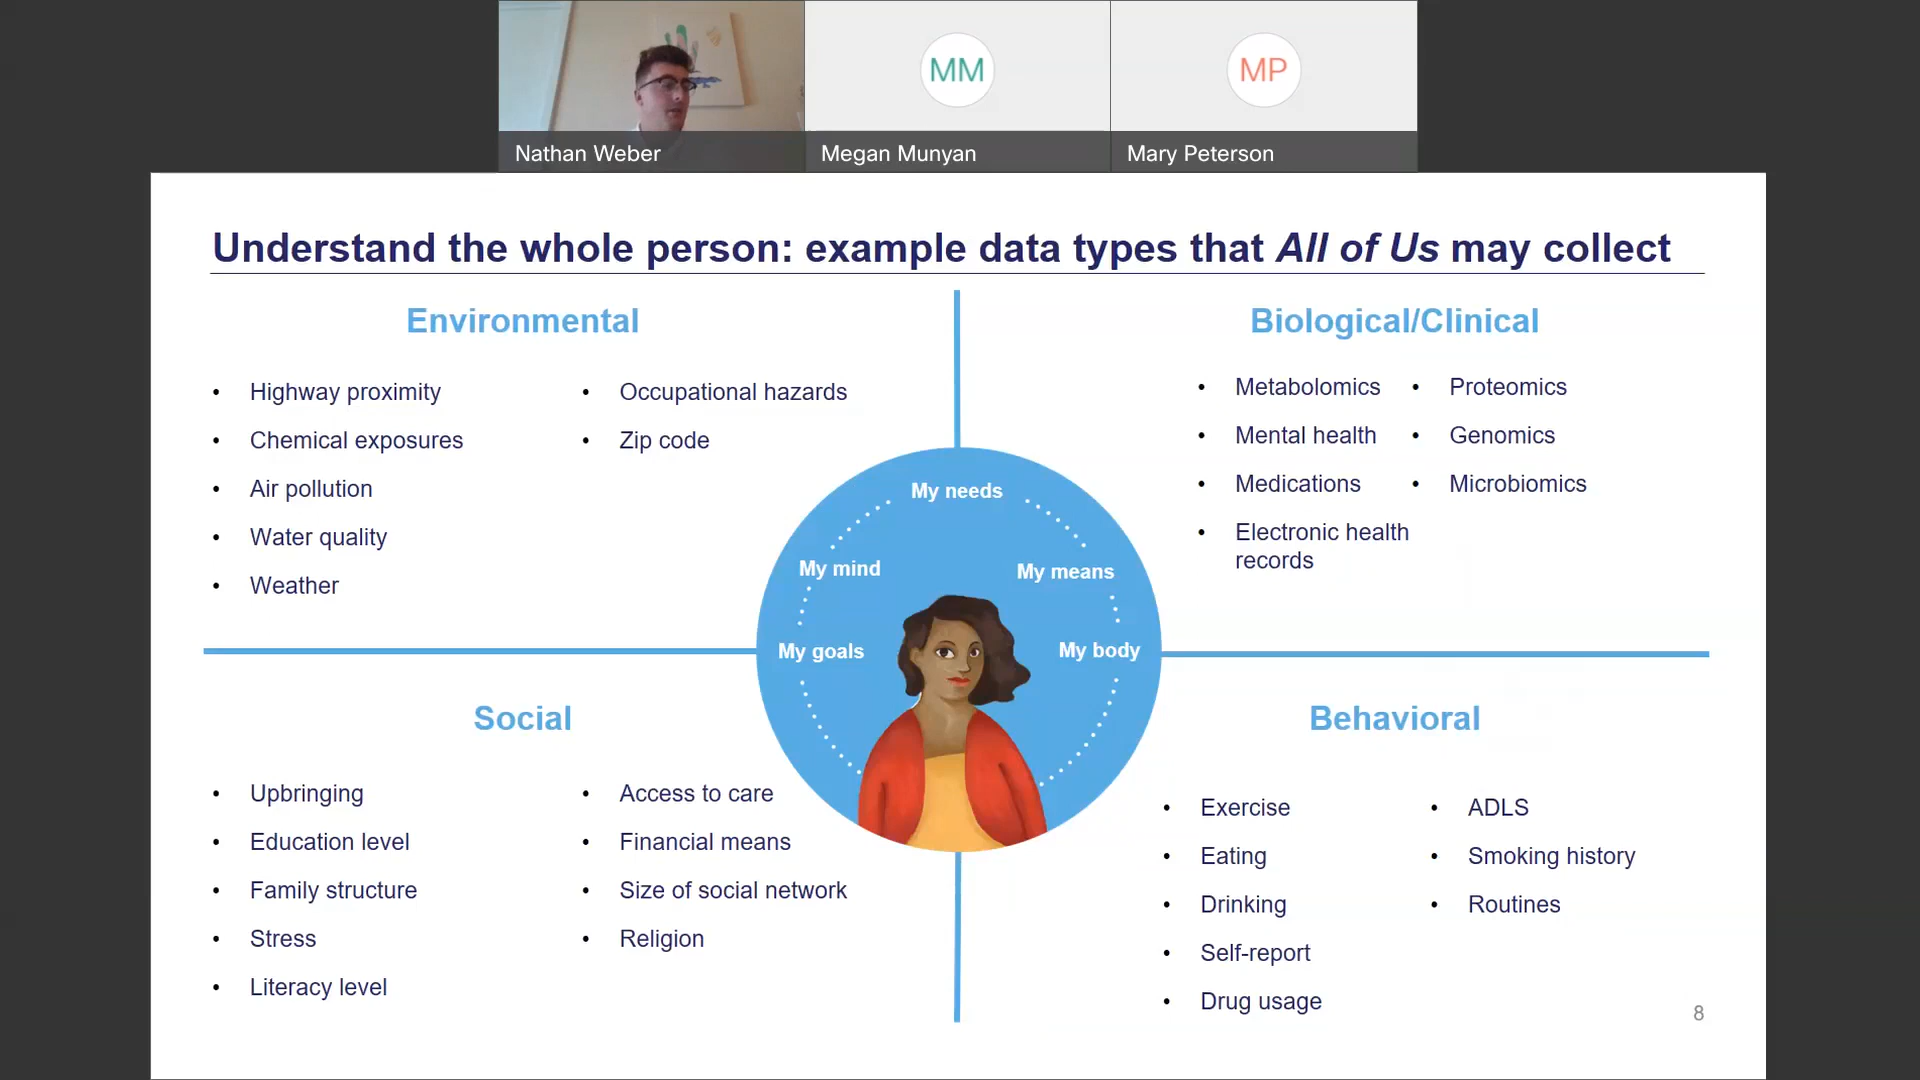 MM
MP
Nathan Weber
Megan Munyan
Mary Peterson
Understand the whole person: example data types that All of Us may collect
Environmental
• Highway proximity
• Chemical exposures
• Air pollution
• Water quality
• Weather
• Occupational hazards
• Zip code
Biological/Clinical
• Metabolomics
• Mental health
• Medications
• Electronic health
records
• Proteomics
• Genomics
• Microbiomics
My needs
My mind
My means
My goals
My body
Social
• Upbringing
• Education level
• Family structure
• Stress
• Literacy level
• Access to care
• Financial means
• Size of social network
• Religion
Behavioral
• Exercise
• Eating
• Drinking
• Self-report
• Drug usage
• ADLS
• Smoking history
• Routines
8